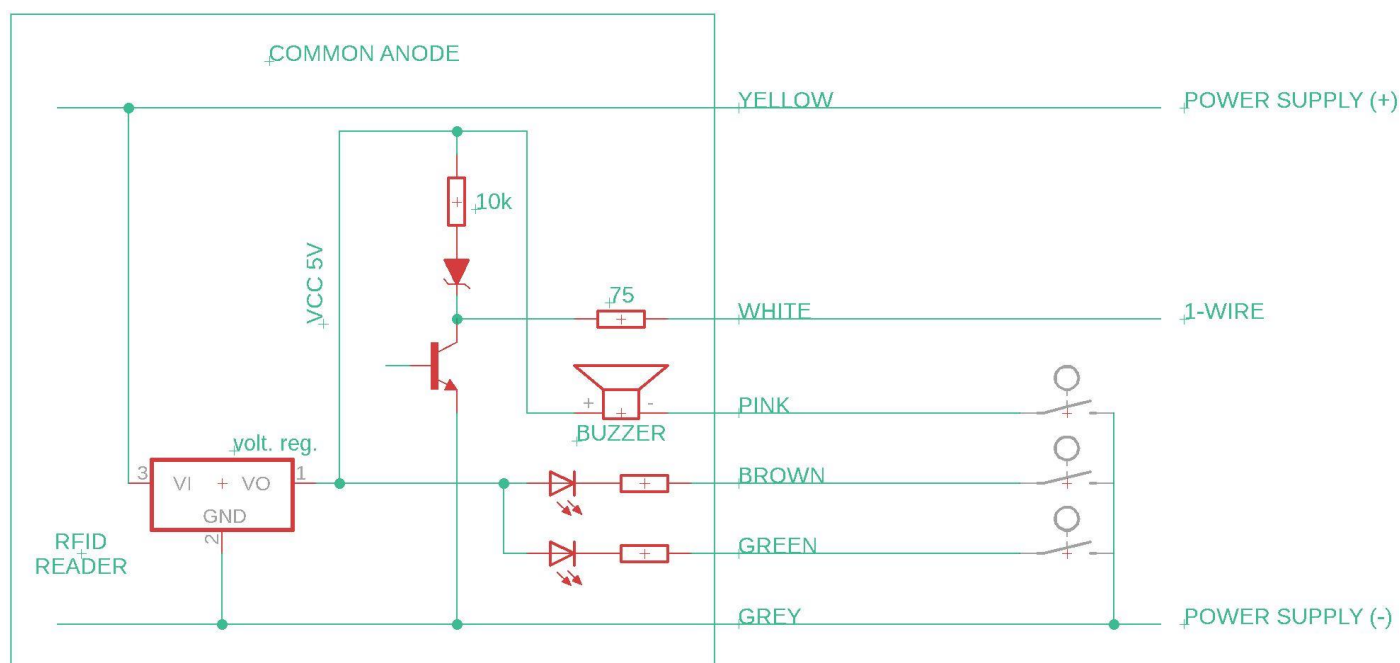 COMMON ANODE
YELLOW
POWER SUPPLY (+)
10k
VCC 5V
75
WHITE
1-WIRE
+
-
PINK
BUZZER
volt. reg.
3
VI
VO
1
GND
2
BROWN
GREEN
RFID
READER
GREY
POWER SUPPLY (-)